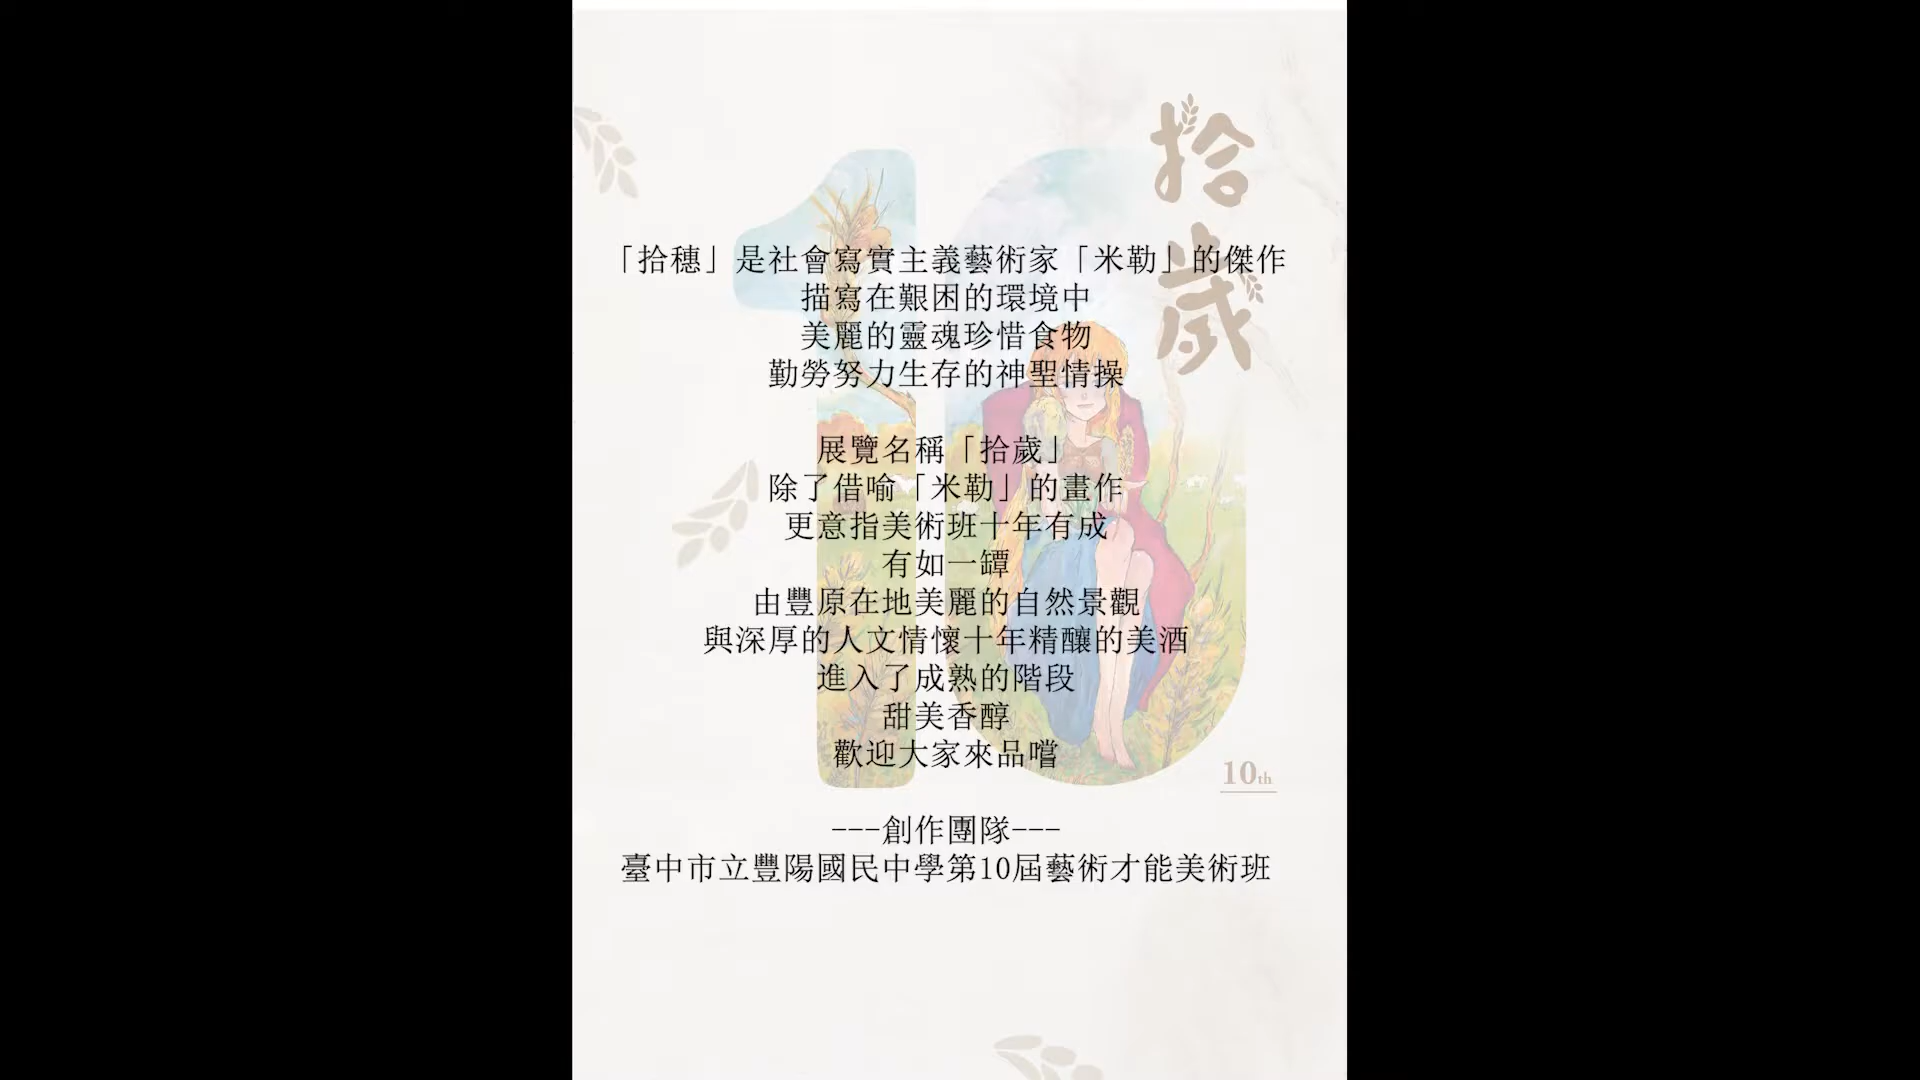 拾歲
「拾穗」是社會寫實主義藝術家「米勒」的傑作
描寫在艱困的環境中
美麗的靈魂珍惜食物
勤勞努力生存的神聖情操
展覽名稱「拾歲」
除了借喻「米勒」的畫作
更意指美術班十年有成
有如一罈
由豐原在地美麗的自然景觀
與深厚的人文情懷十年精釀的美酒
進入了成熟的階段
甜美香醇
歡迎大家來品嚐
10th
---創作團隊---
臺中市立豐陽國民中學第10屆藝術才能美術班